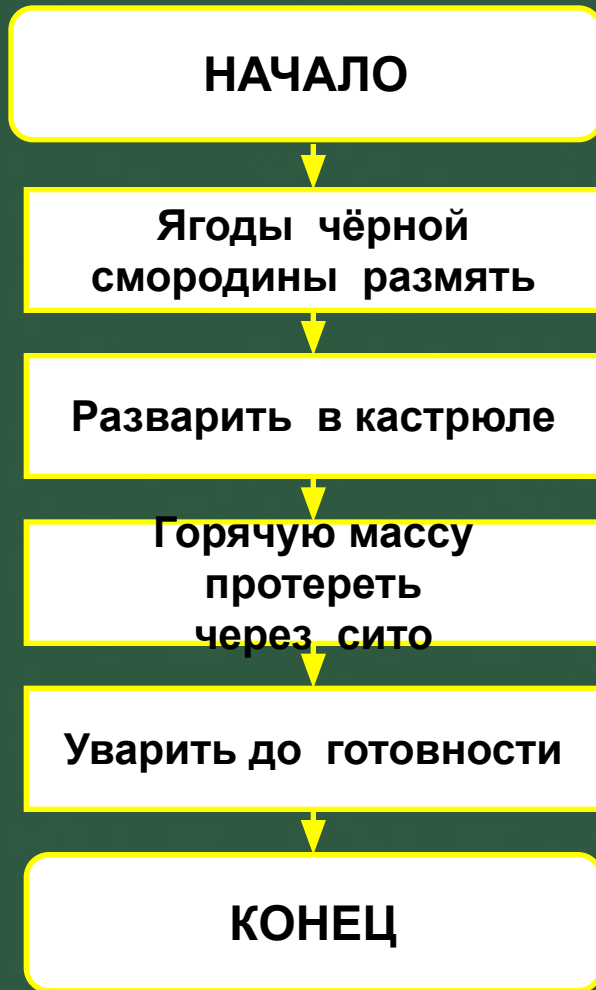 НАЧАЛО
Ягоды чёрной
смородины размять
Разварить в кастрюле
Горячую массу
протереть
через сито
Уварить до готовности
КОНЕЦ